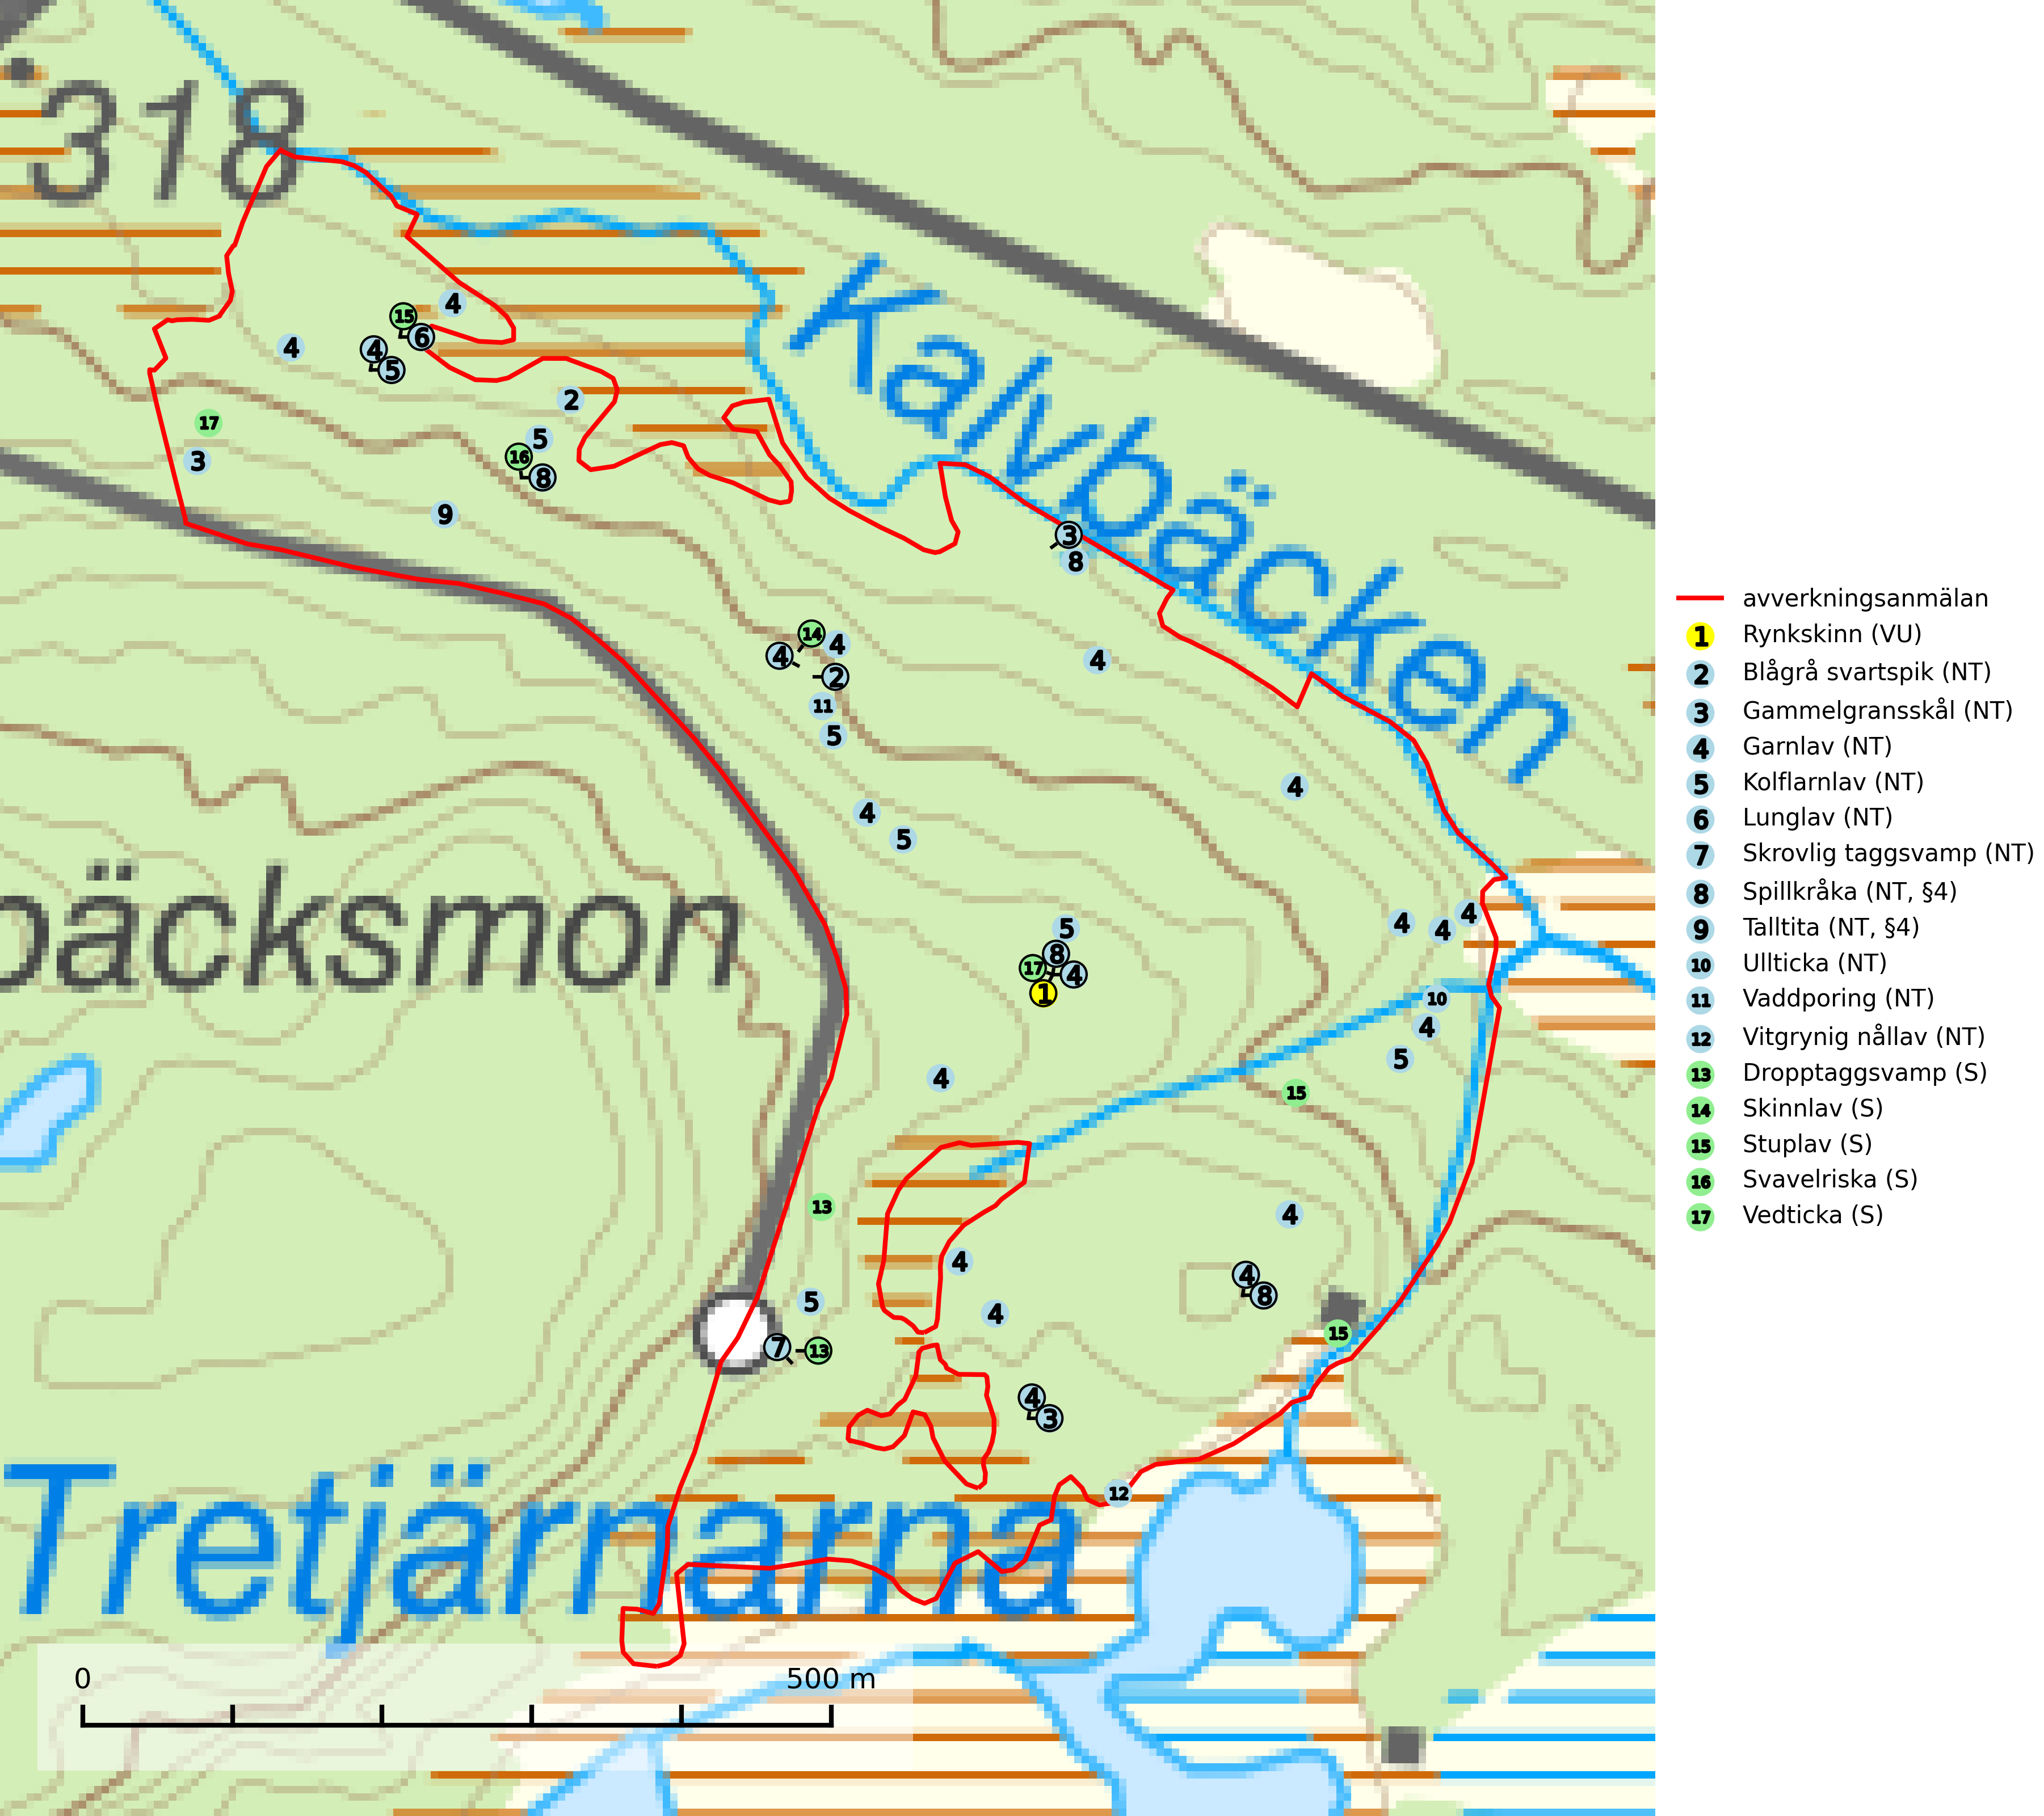 318
Kalvbäcken
bäcksmon
Tretjärnarna
0 500 m
15
4
6
4
4
5
2
17
5
3
16
8
9
3
8
14
4
4
4
2
11
5
4
4
5
4
4
4
5
8
17
4
1
10
4
5
4
15
13
4
4
4
8
5
4
15
7
13
4
3
12
avverkningsanmälan
1 Rynkskinn (VU)
2 Blågrå svartspik (NT)
3 Gammelgransskål (NT)
4 Garnlav (NT)
5 Kolflarnlav (NT)
6 Lunglav (NT)
7 Skrovlig taggsvamp (NT)
8 Spillkråka (NT, §4)
9 Talltita (NT, §4)
10 Ullticka (NT)
11 Vaddporing (NT)
12 Vitgrynig nållav (NT)
13 Dropptaggsvamp (S)
14 Skinnlav (S)
15 Stuplav (S)
16 Svavelriska (S)
17 Vedticka (S)